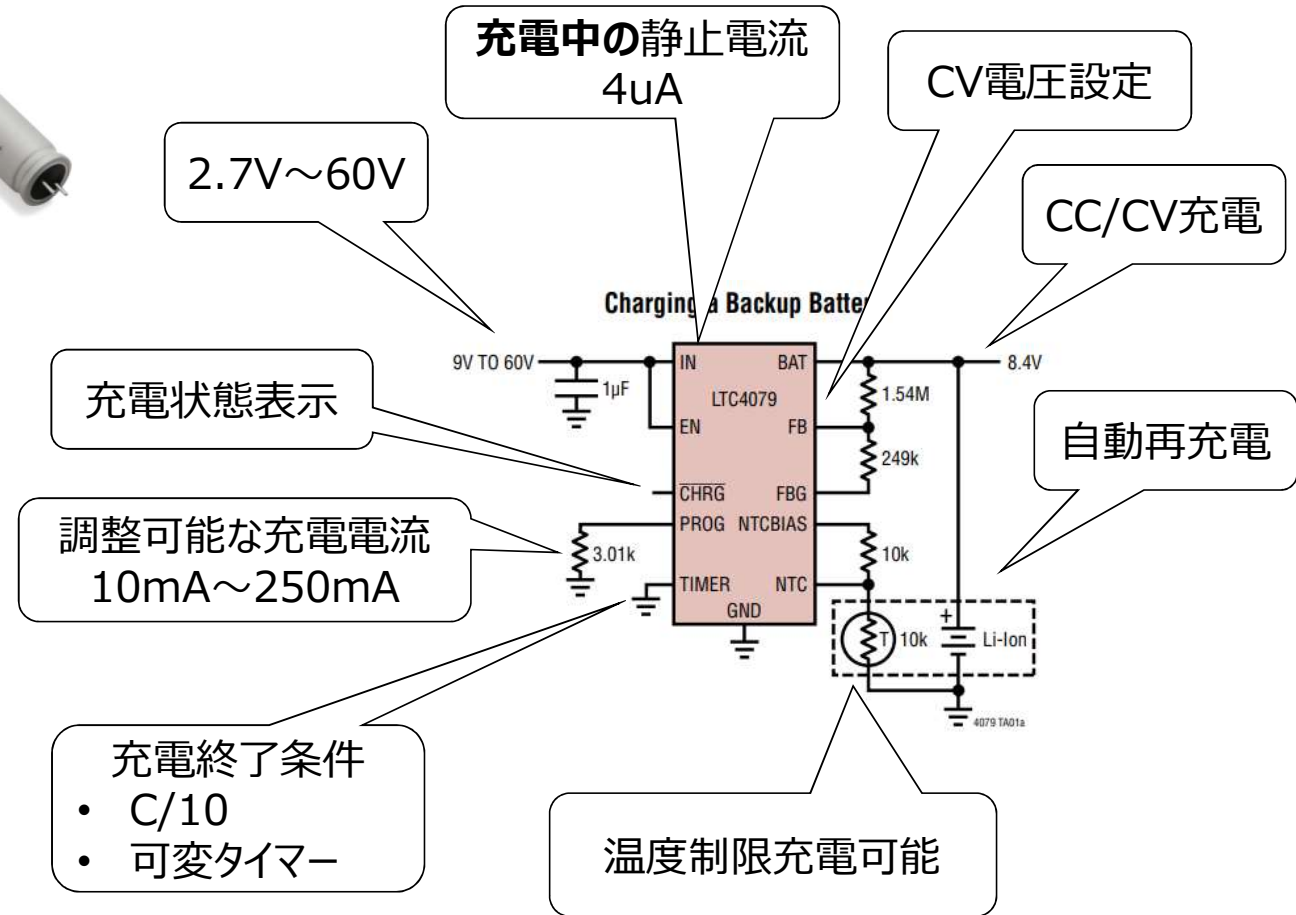 充電中の静止電流
4uA
CV電圧設定
2.7V～60V
CC/CV充電
Charging a Backup Batte
9V TO 60V
IN
BAT
8.4V
1μF
LTC4079
1.54M
充電状態表示
EN
FB
自動再充電
249k
CHRG
FBG
調整可能な充電電流
10mA～250mA
PROG
NTCBIAS
3.01k
10k
TIMER
NTC
GND
+
T
10k
Li-Ion
4079 TA01a
充電終了条件
• C/10
• 可変タイマー
温度制限充電可能